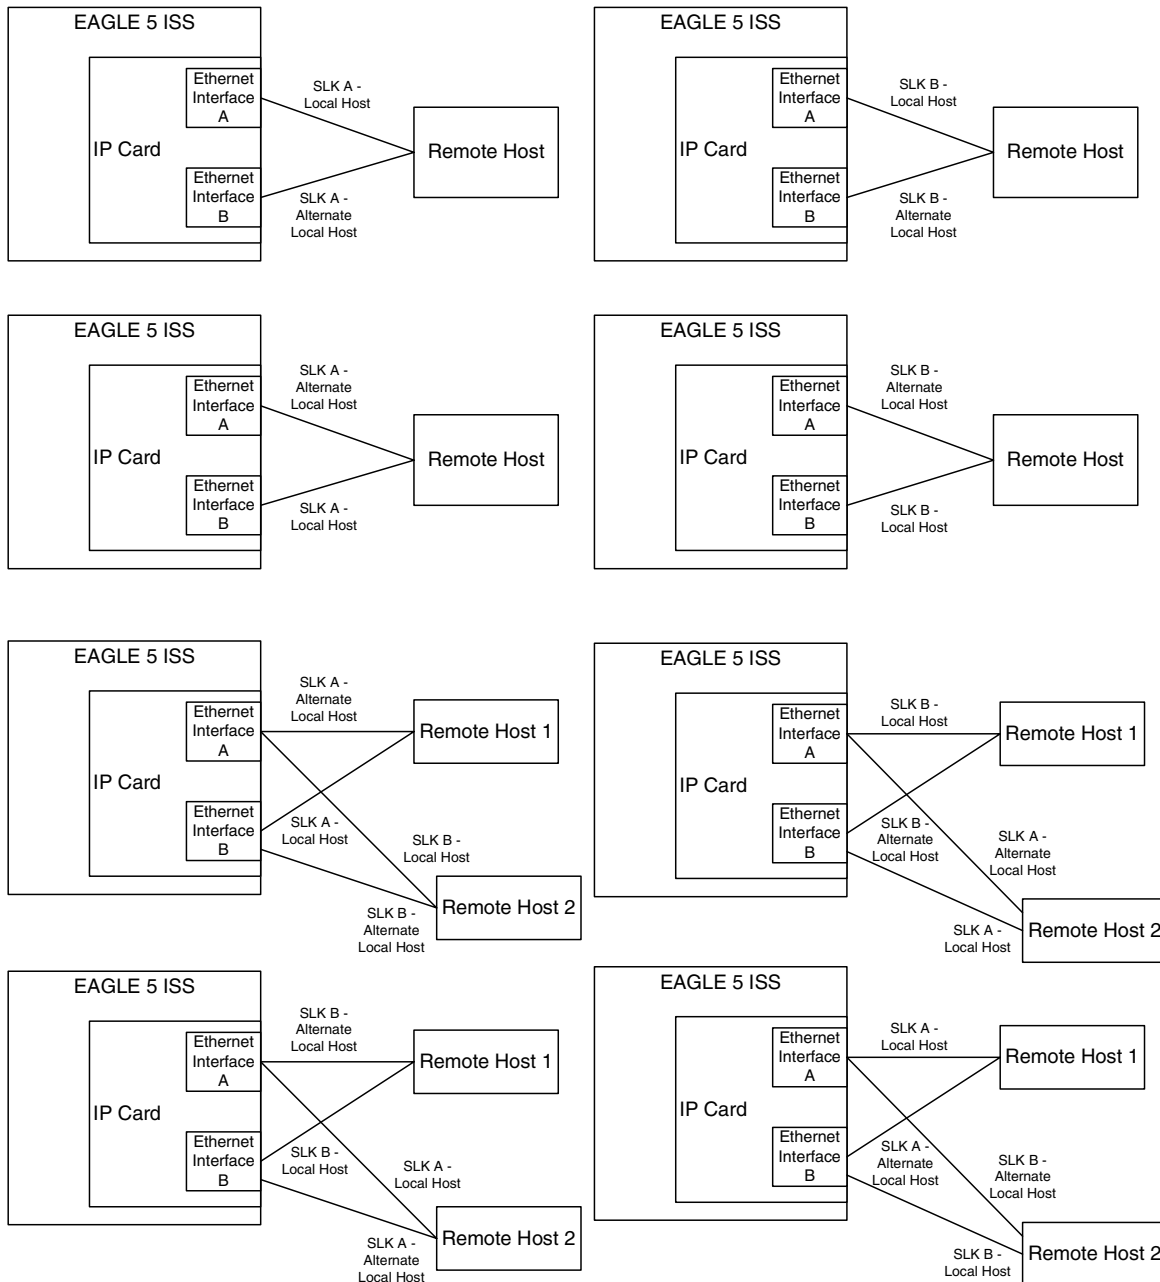 EAGLE 5 ISS
Ethernet
Interface
A
SLK A -
Local Host
IP Card
Remote Host
Ethernet
Interface
B
SLK A -
Alternate
Local Host
EAGLE 5 ISS
Ethernet
Interface
A
SLK B -
Local Host
IP Card
Remote Host
Ethernet
Interface
B
SLK B -
Alternate
Local Host
EAGLE 5 ISS
Ethernet
Interface
A
SLK A -
Alternate
Local Host
IP Card
Remote Host
Ethernet
Interface
B
SLK A -
Local Host
EAGLE 5 ISS
Ethernet
Interface
A
SLK B -
Alternate
Local Host
IP Card
Remote Host
Ethernet
Interface
B
SLK B -
Local Host
EAGLE 5 ISS
Ethernet
Interface
A
SLK A -
Alternate
Local Host
Remote Host 1
IP Card
Ethernet
Interface
B
SLK A -
Local Host
SLK B -
Local Host
SLK B -
Alternate
Local Host
Remote Host 2
EAGLE 5 ISS
Ethernet
Interface
A
SLK B -
Local Host
Remote Host 1
IP Card
Ethernet
Interface
B
SLK B -
Alternate
Local Host
SLK A -
Alternate
Local Host
SLK A -
Local Host
Remote Host 2
EAGLE 5 ISS
Ethernet
Interface
A
SLK B -
Alternate
Local Host
Remote Host 1
IP Card
Ethernet
Interface
B
SLK B -
Local Host
SLK A -
Local Host
SLK A -
Alternate
Local Host
Remote Host 2
EAGLE 5 ISS
Ethernet
Interface
A
SLK A -
Local Host
Remote Host 1
IP Card
Ethernet
Interface
B
SLK A -
Alternate
Local Host
SLK B -
Alternate
Local Host
SLK B -
Local Host
Remote Host 2